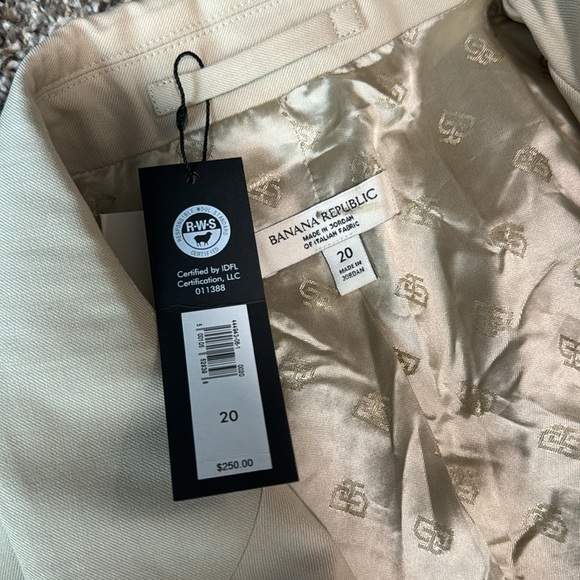 RESPONSIBLE WOOL STANDARD
R·W·S
CERTIFIED
Certified by IDFL
Certification, LLC
011388
0020
20
$250.00
BANANA REPUBLIC
MADE IN JORDAN
OF ITALIAN FABRIC
20
MADE IN
JORDAN